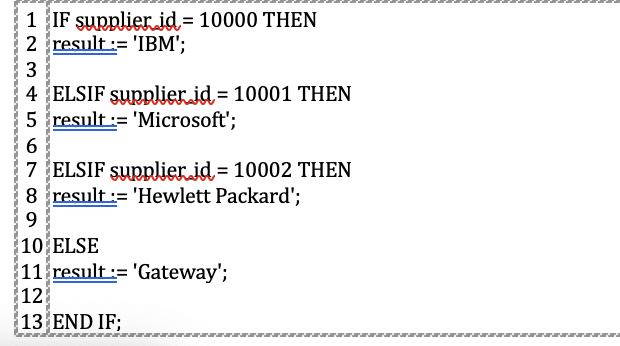 1 IF supplier_id = 10000 THEN
2 result := 'IBM';
3
4 ELSIF supplier_id = 10001 THEN
5 result := 'Microsoft';
6
7 ELSIF supplier_id = 10002 THEN
8 result := 'Hewlett Packard';
9
10 ELSE
11 result := 'Gateway';
12
13 END IF;